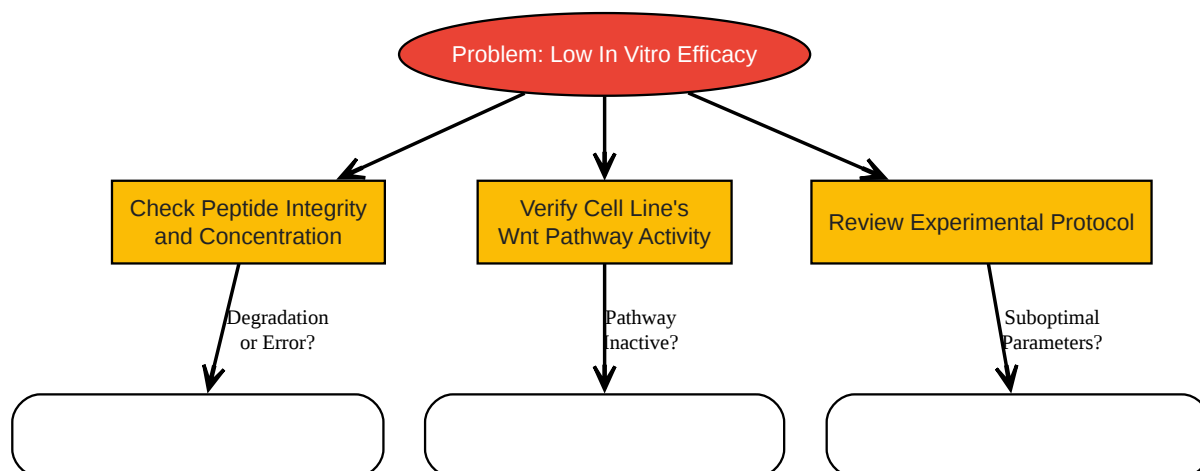 Problem: Low In Vitro Efficacy
Check Peptide Integrity
and Concentration
Verify Cell Line's
Wnt Pathway Activity
Review Experimental Protocol
Degradation
or Error?
Pathway
Inactive?
Suboptimal
Parameters?